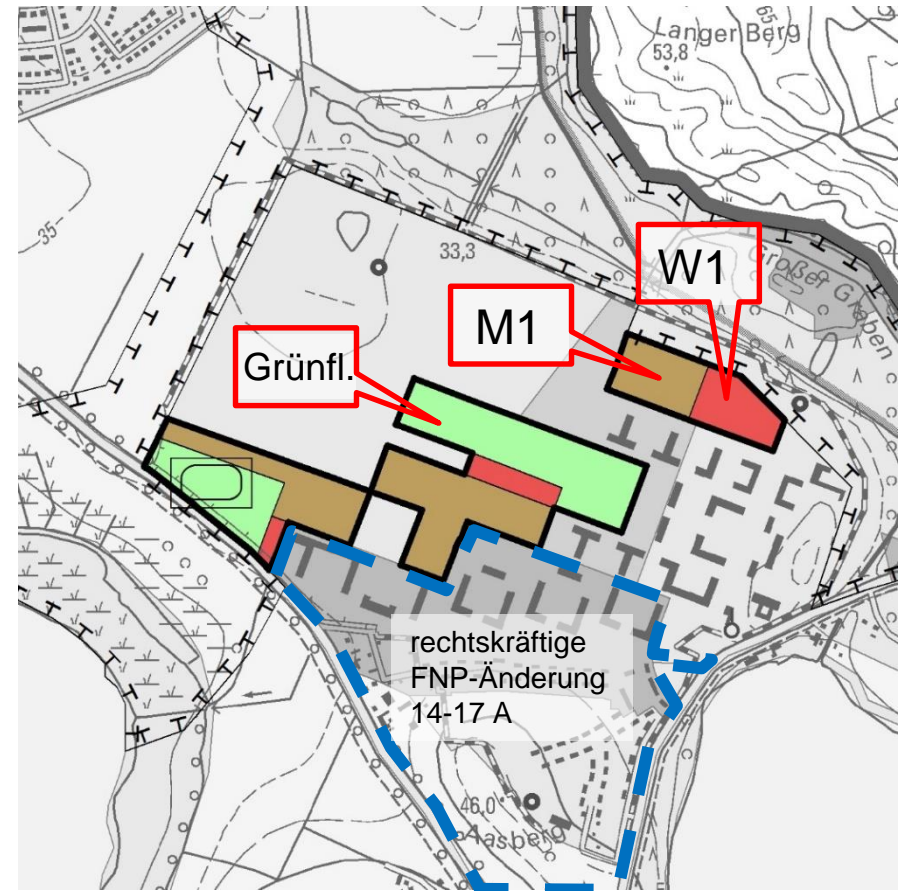 Langer Berg
53,8
65
35
33,3
Großer Graben
W1
M1
Grünfl.
rechtskräftige
FNP-Änderung
14-17 A
46,0
Aasberg